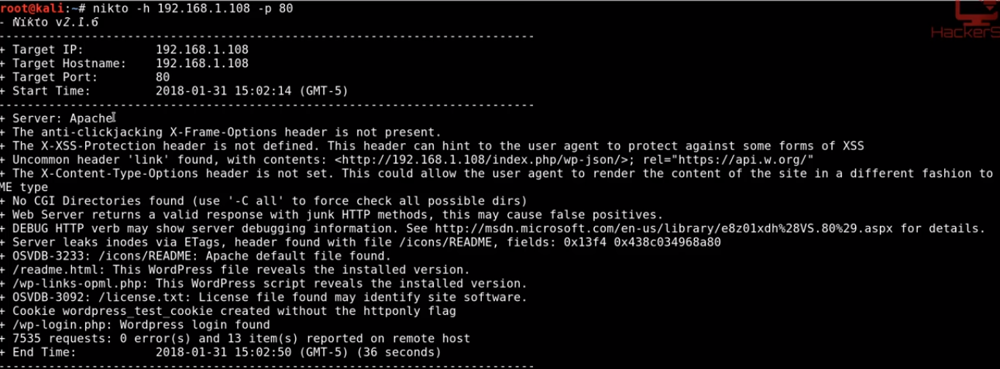 root@kali:~# nikto -h 192.168.1.108 -p 80
- Nikto v2.1.6
---------------------------------------------------------------------------
+ Target IP:          192.168.1.108
+ Target Hostname:    192.168.1.108
+ Target Port:        80
+ Start Time:         2018-01-31 15:02:14 (GMT-5)
---------------------------------------------------------------------------
+ Server: Apache
+ The anti-clickjacking X-Frame-Options header is not present.
+ The X-XSS-Protection header is not defined. This header can hint to the user agent to protect against some forms of XSS
+ Uncommon header 'link' found, with contents: <http://192.168.1.108/index.php/wp-json/>; rel="https://api.w.org/"
+ The X-Content-Type-Options header is not set. This could allow the user agent to render the content of the site in a different fashion to
ME type
+ No CGI Directories found (use '-C all' to force check all possible dirs)
+ Web Server returns a valid response with junk HTTP methods, this may cause false positives.
+ DEBUG HTTP verb may show server debugging information. See http://msdn.microsoft.com/en-us/library/e8z01xdh%28VS.80%29.aspx for details.
+ Server leaks inodes via ETags, header found with file /icons/README, fields: 0x13f4 0x438c034968a80
+ OSVDB-3233: /icons/README: Apache default file found.
+ /readme.html: This WordPress file reveals the installed version.
+ /wp-links-opml.php: This WordPress script reveals the installed version.
+ OSVDB-3092: /license.txt: License file found may identify site software.
+ Cookie wordpress_test_cookie created without the httponly flag
+ /wp-login.php: Wordpress login found
+ 7535 requests: 0 error(s) and 13 item(s) reported on remote host
+ End Time:           2018-01-31 15:02:50 (GMT-5) (36 seconds)
---------------------------------------------------------------------------
HackerS